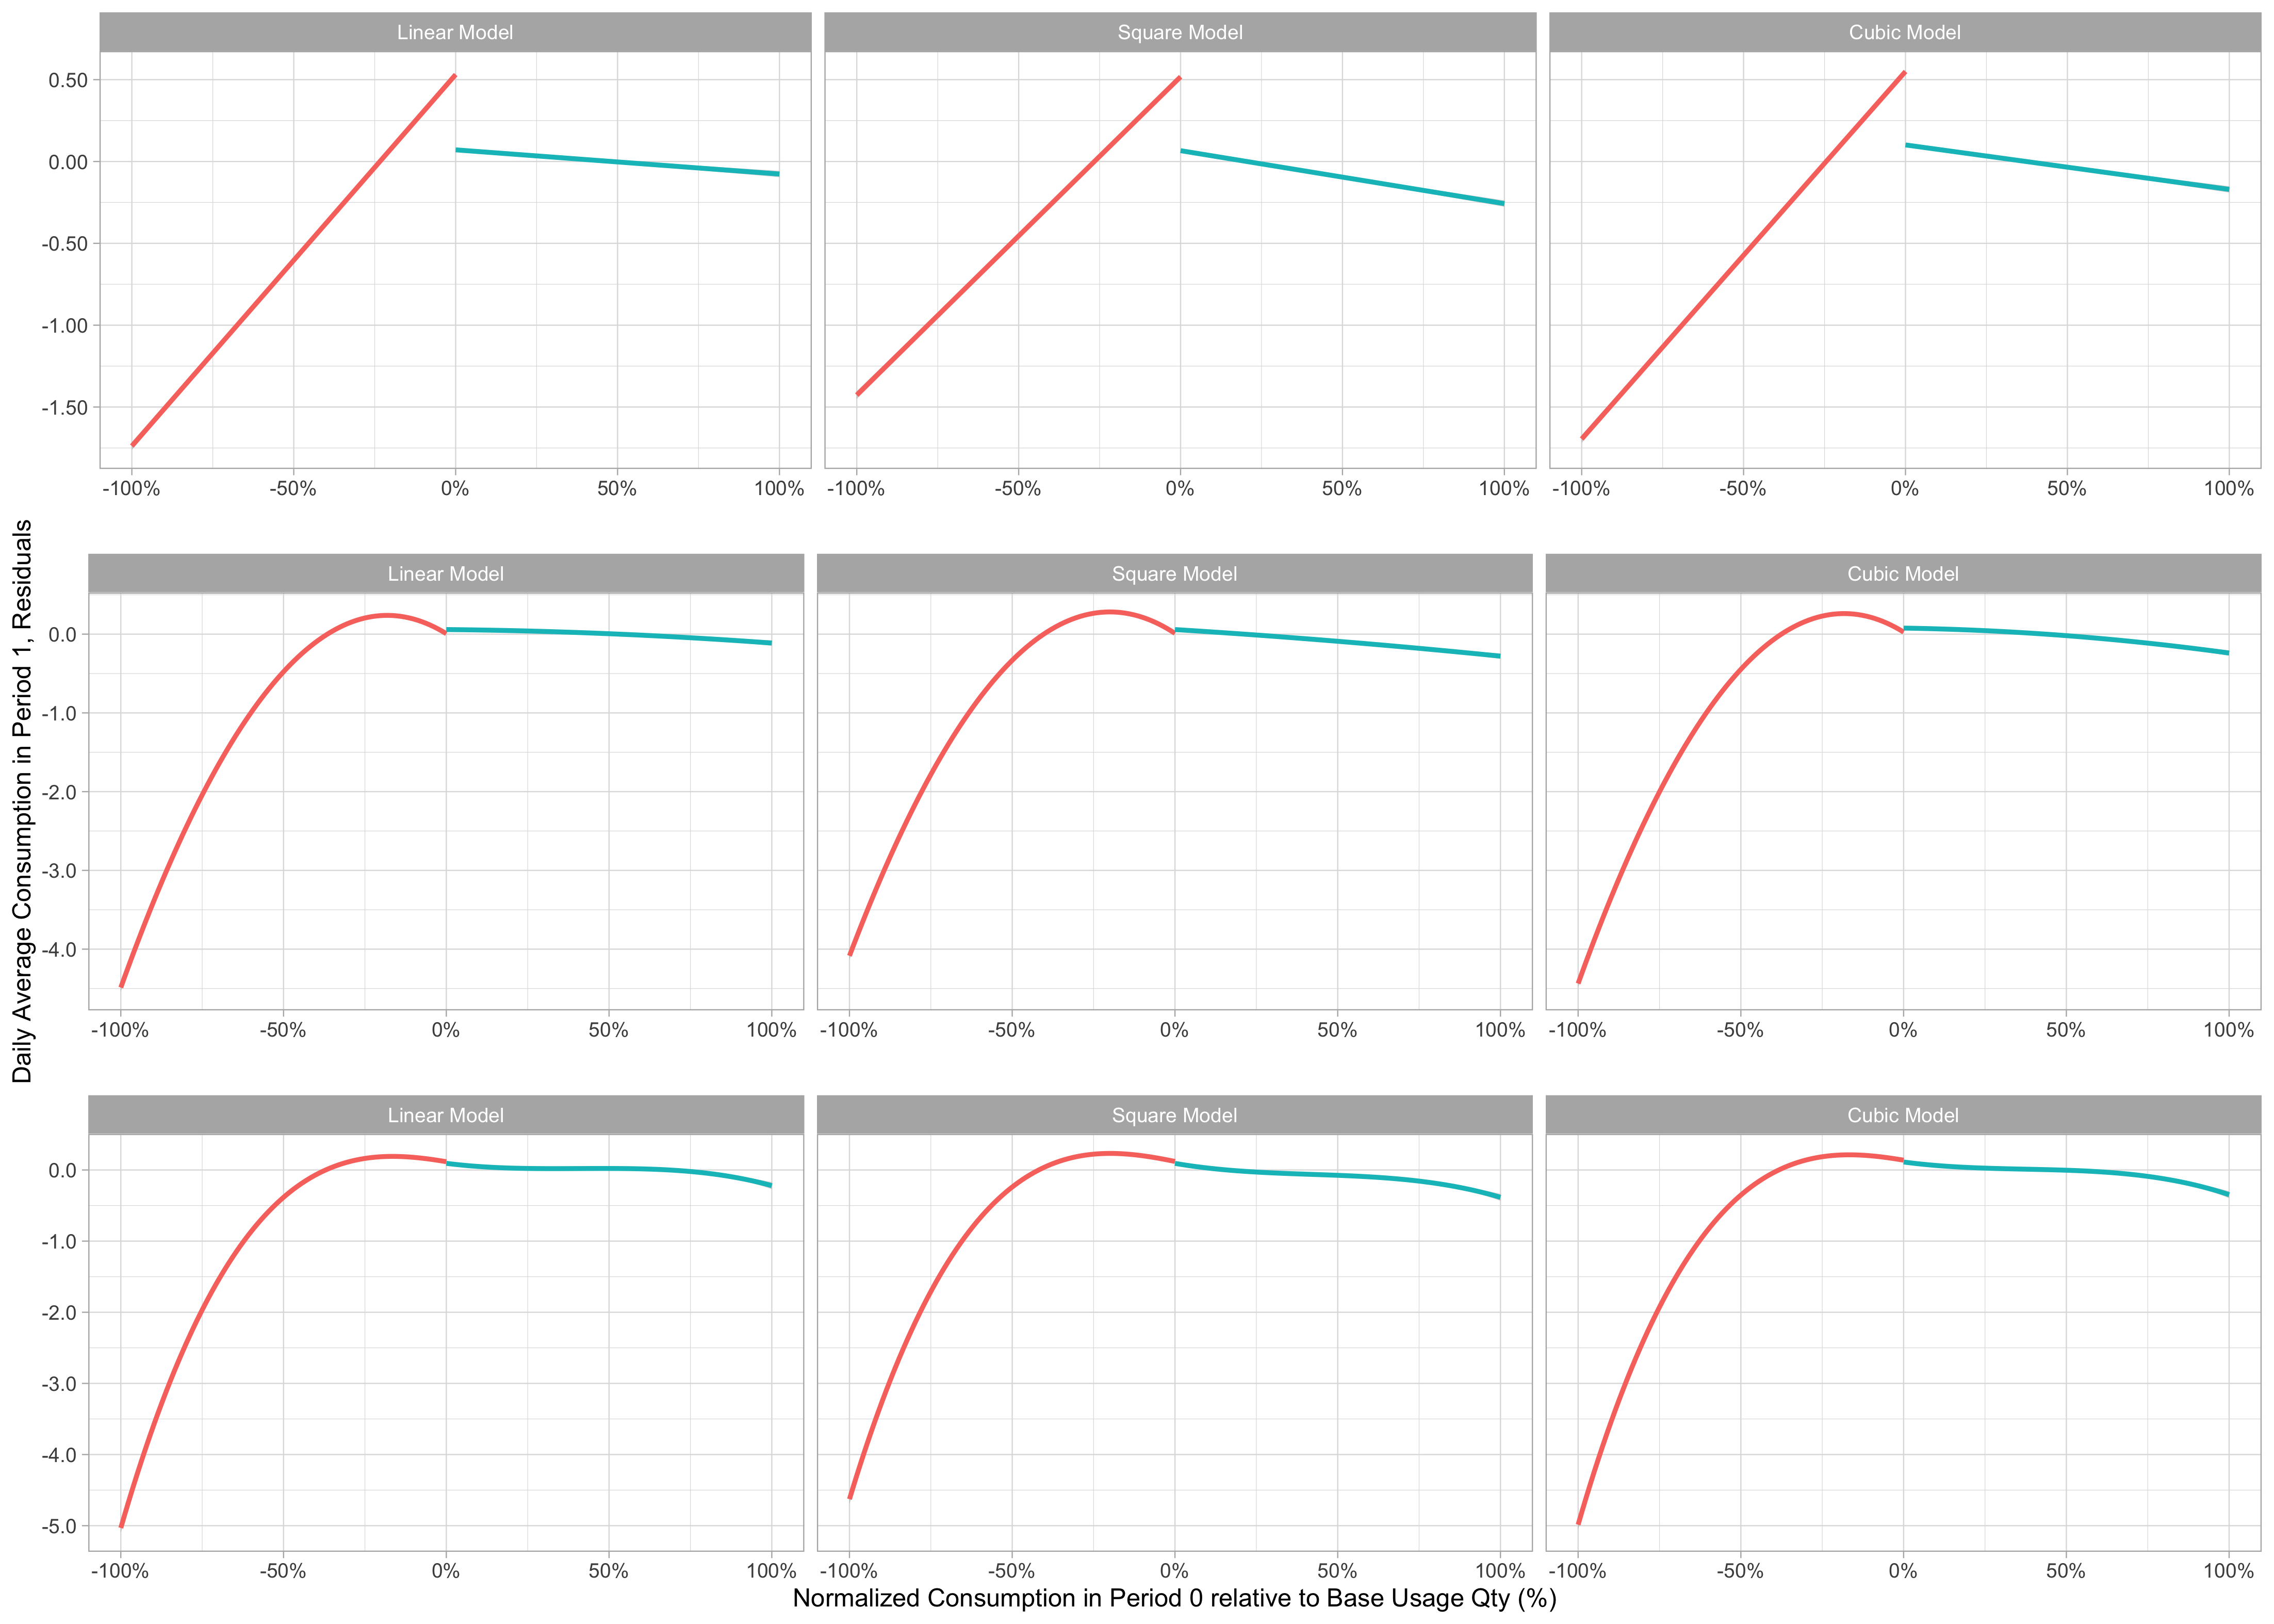 Linear Model Square Model Cubic Model
0.50
0.00
-0.50
-1.00
-1.50
-100% -50% 0% 50% 100% -100% -50% 0% 50% 100% -100% -50% 0% 50% 100%
Linear Model Square Model Cubic Model
0.0
-1.0
-2.0
-3.0
-4.0
-100% -50% 0% 50% 100% -100% -50% 0% 50% 100% -100% -50% 0% 50% 100%
Linear Model Square Model Cubic Model
0.0
-1.0
-2.0
-3.0
-4.0
-5.0
-100% -50% 0% 50% 100% -100% -50% 0% 50% 100% -100% -50% 0% 50% 100%
Daily Average Consumption in Period 1, Residuals
Normalized Consumption in Period 0 relative to Base Usage Qty (%)